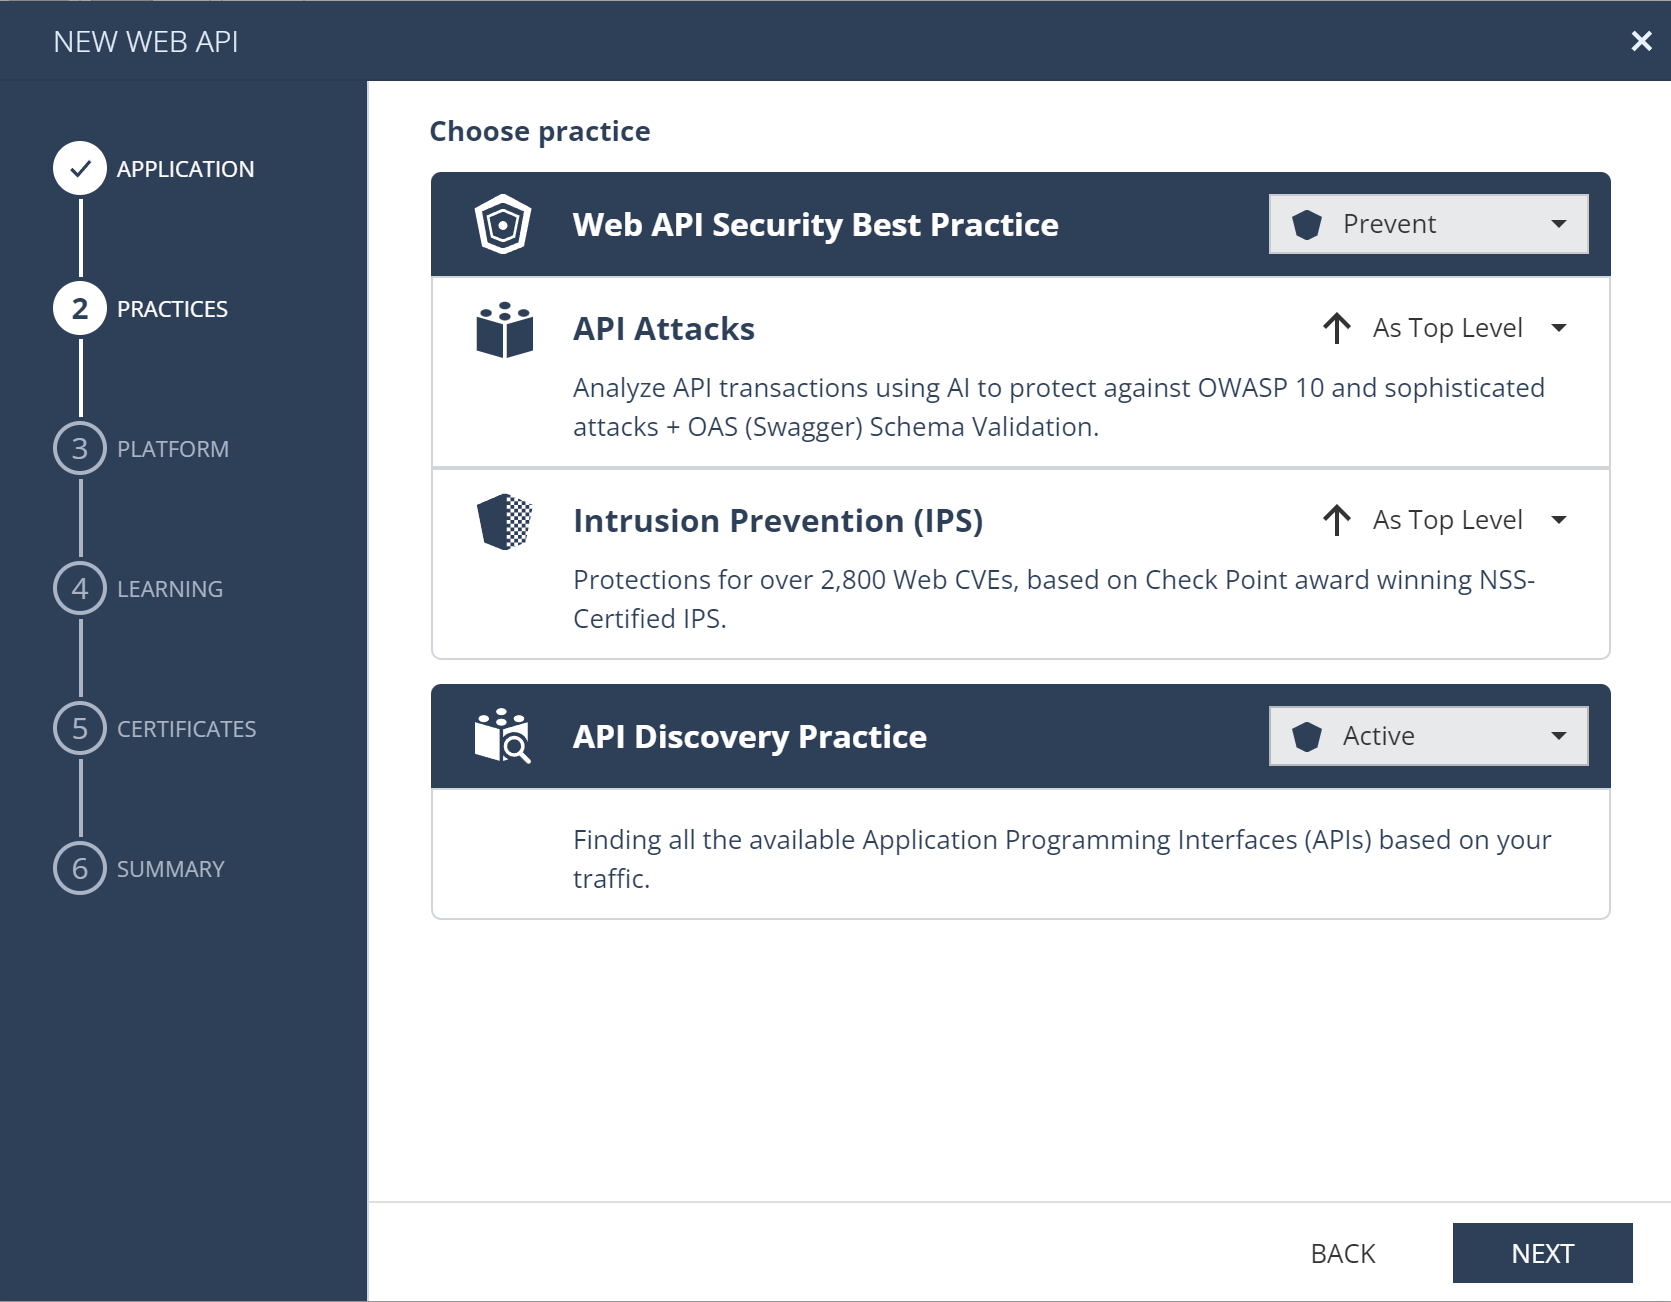 NEW WEB API
APPLICATION
2 PRACTICES
3 PLATFORM
4 LEARNING
5 CERTIFICATES
6 SUMMARY
Choose practice
Web API Security Best Practice
Prevent
API Attacks
As Top Level
Analyze API transactions using AI to protect against OWASP 10 and sophisticated
attacks + OAS (Swagger) Schema Validation.
Intrusion Prevention (IPS)
As Top Level
Protections for over 2,800 Web CVEs, based on Check Point award winning NSS-
Certified IPS.
API Discovery Practice
Active
Finding all the available Application Programming Interfaces (APIs) based on your
traffic.
BACK
NEXT